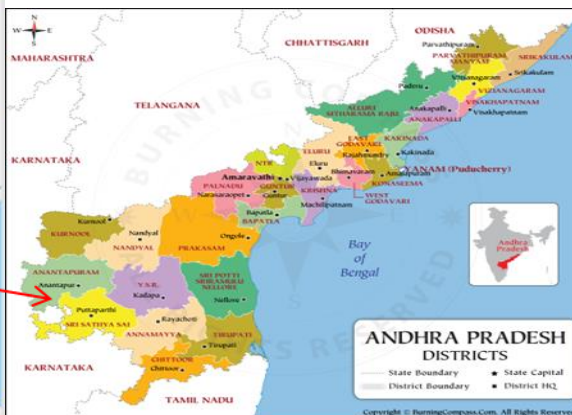 N
W
E
S
ODISHA
CHHATTISGARH
MAHARASHTRA
TELANGANA
KARNATAKA
Parvathipuram
PARVATHIPURAM
MANYAM
SRIKAKULAM
Srikakulam
Vizianagaram
VIZIANAGARAM
Paderu
ALLURI
SITHARAMA RAJU
Anakapalli
ANAKAPALLI
VISAKHAPATNAM
Visakhapatnam
EAST
GODAVARI
Rajahmundry
KAKINADA
Kakinada
YANAM (Puducherry)
ELURU
Eluru
Bhimavaram
Amalapuram
KONASEEMA
WEST
GODAVARI
NTR
Amaravathi
Vijayawada
KRISHNA
Machilipatnam
PALNADU
Narasaraopet
GUNTUR
Guntur
Bapatla
BAPATLA
Kurnool
KURNOOL
Nandyal
NANDYAL
PRAKASAM
Ongole
ANANTAPURAM
Anantapur
Y.S.R.
Kadapa
SRI POTTI
SRIRAMULU
NELLORE
Nellore
Puttaparthi
SRI SATHYA SAI
Rayachoti
ANNAMAYYA
TIRUPATI
Tirupati
CHITTOOR
Chittoor
KARNATAKA
TAMIL NADU
Bay
of
Bengal
Andhra
Pradesh
ANDHRA PRADESH
DISTRICTS
State Boundary
State Capital
District Boundary
District HQ
Copyright © BurningCompass.Com, All Rights Reserved